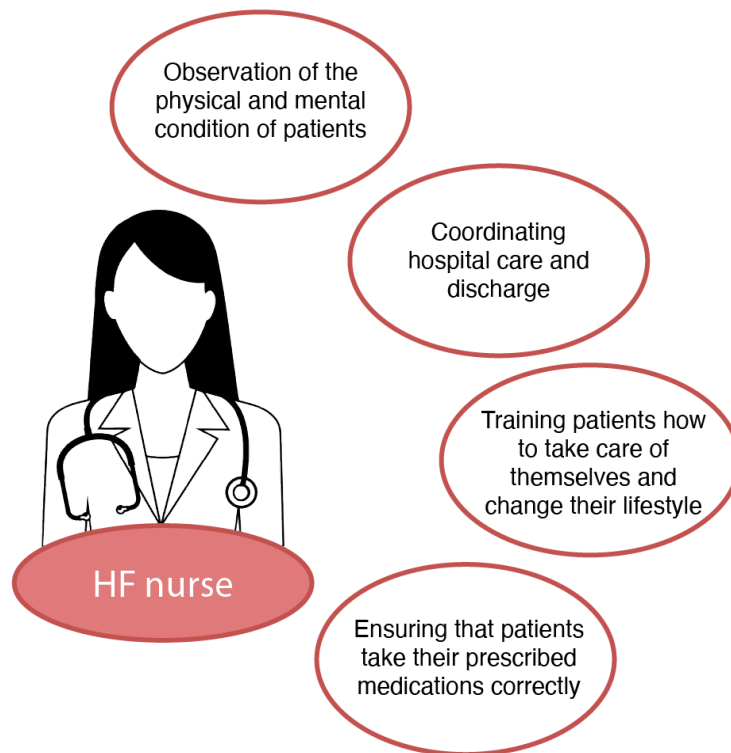 Observation of the
physical and mental
condition of patients
Coordinating
hospital care and
discharge
Training patients how
to take care of
themselves and
change their lifestyle
HF nurse
Ensuring that patients
take their prescribed
medications correctly